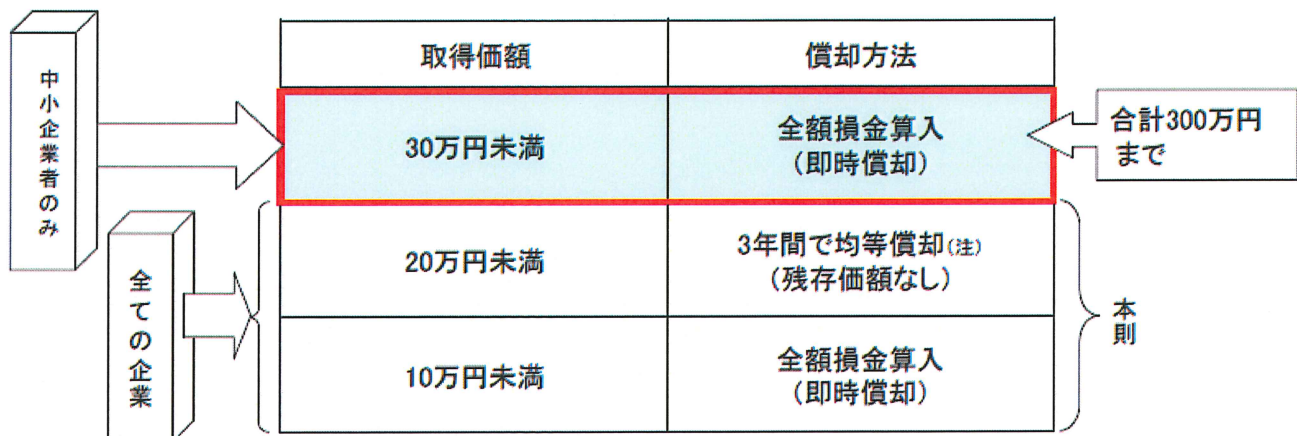 取得価額
償却方法
中小企業者のみ
30万円未満
全額損金算入
(即時償却)
合計300万円
まで
全ての企業
20万円未満
3年間で均等償却(注)
(残存価額なし)
本則
10万円未満
全額損金算入
(即時償却)